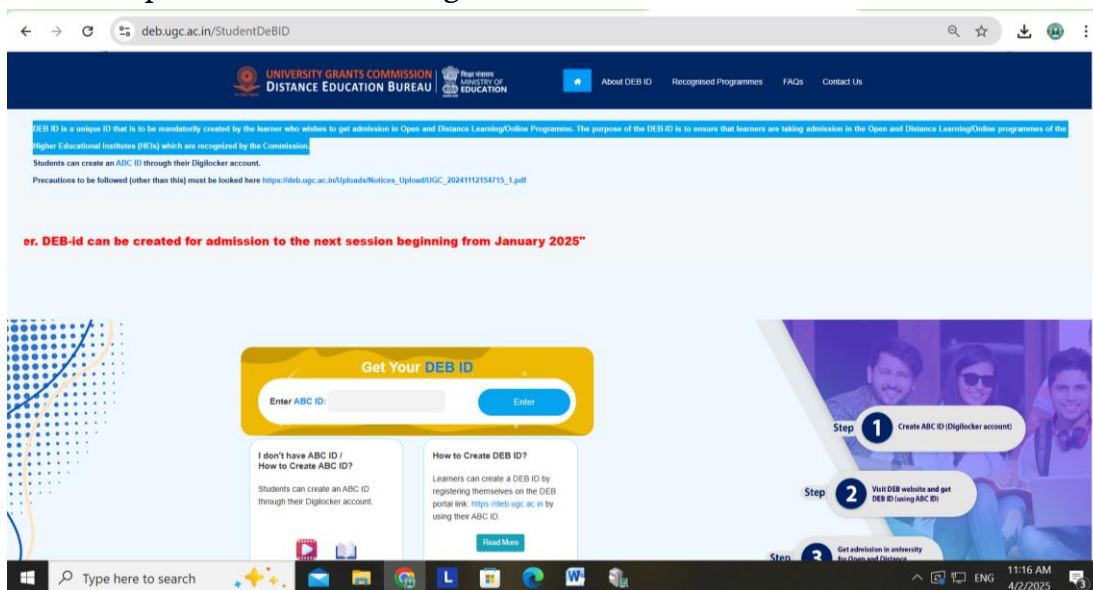 deb.ugc.ac.in/StudentDeBID
UNIVERSITY GRANTS COMMISSION
DISTANCE EDUCATION BUREAU
शिक्षा मंत्रालय
MINISTRY OF
EDUCATION
About DEB ID
Recognised Programmes
FAQs
Contact Us
DEB ID is a unique ID that is to be mandatorily created by the learner who wishes to get admission in Open and Distance Learning/Online Programme. The purpose of the DEB-ID is to ensure that learners are taking admission in the Open and Distance Learning/Online programmes of the
Higher Educational Institutes (HEIs) which are recognized by the Commission.
Students can create an ABC ID through their Digilocker account.
Precautions to be followed (other than this) must be looked here https://deb.ugc.ac.in/Uploads/Notices_Upload/UGC_20241112154715_1.pdf
er. DEB-id can be created for admission to the next session beginning from January 2025"
Get Your DEB ID
Enter ABC ID:
Enter
I don't have ABC ID /
How to Create ABC ID?
Students can create an ABC ID
through their Digilocker account.
How to Create DEB ID?
Learners can create a DEB ID by
registering themselves on the DEB
portal link: https://deb.ugc.ac.in by
using their ABC ID.
Read More
Step 1 Create ABC ID (Digilocker account)
Step 2 Visit DEB website and get
DEB ID (using ABC ID)
Step 3 Get admission in university
for Open and Distance
Type here to search
L
W
ENG
11:16 AM
4/2/2025
3